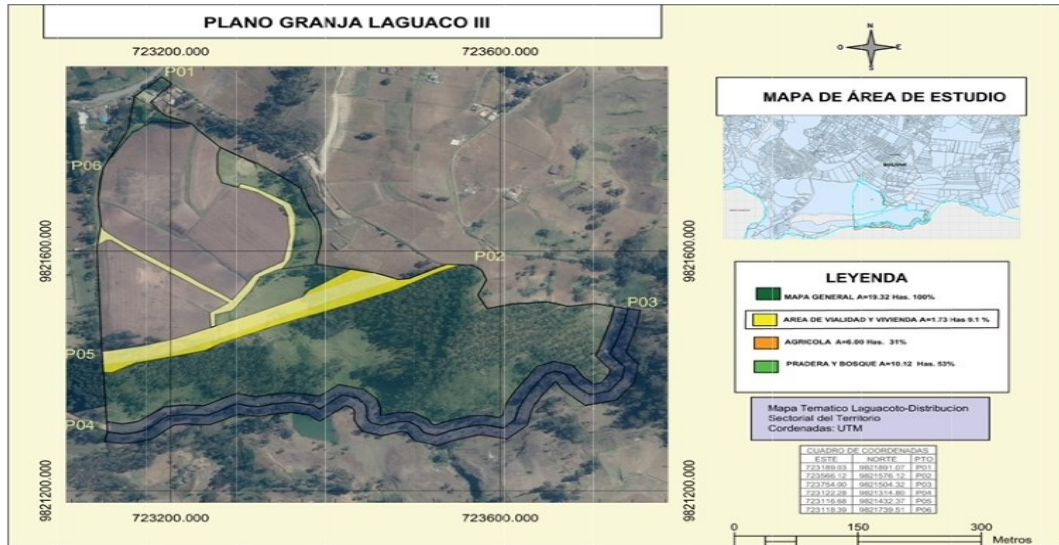 PLANO GRANJA LAGUACO III
723200.000
723600.000
P01
P06
P02
P03
P05
P04
9821600.000
9821200.000
9821600.000
9821200.000
723200.000
723600.000
N
O
E
S
MAPA DE ÁREA DE ESTUDIO
LEYENDA
MAPA GENERAL A=19.32 Has. 100%
AREA DE VIALIDAD Y VIVIENDA A=1.73 Has 9.1 %
AGRICOLA A=6.00 Has. 31%
PRADERA Y BOSQUE A=10.12 Has. 53%
Mapa Tematico Laguacoto-Distribucion
Sectorial del Territorio
Cordenadas: UTM
CUADRO DE COORDENADAS
ESTE NORTE PTO
723189.03 9821891.07 P01
723566.12 9821576.12 P02
723754.90 9821504.32 P03
723122.28 9821314.80 P04
723116.68 9821432.37 P05
723118.39 9821739.51 P06
0 150 300
Metros